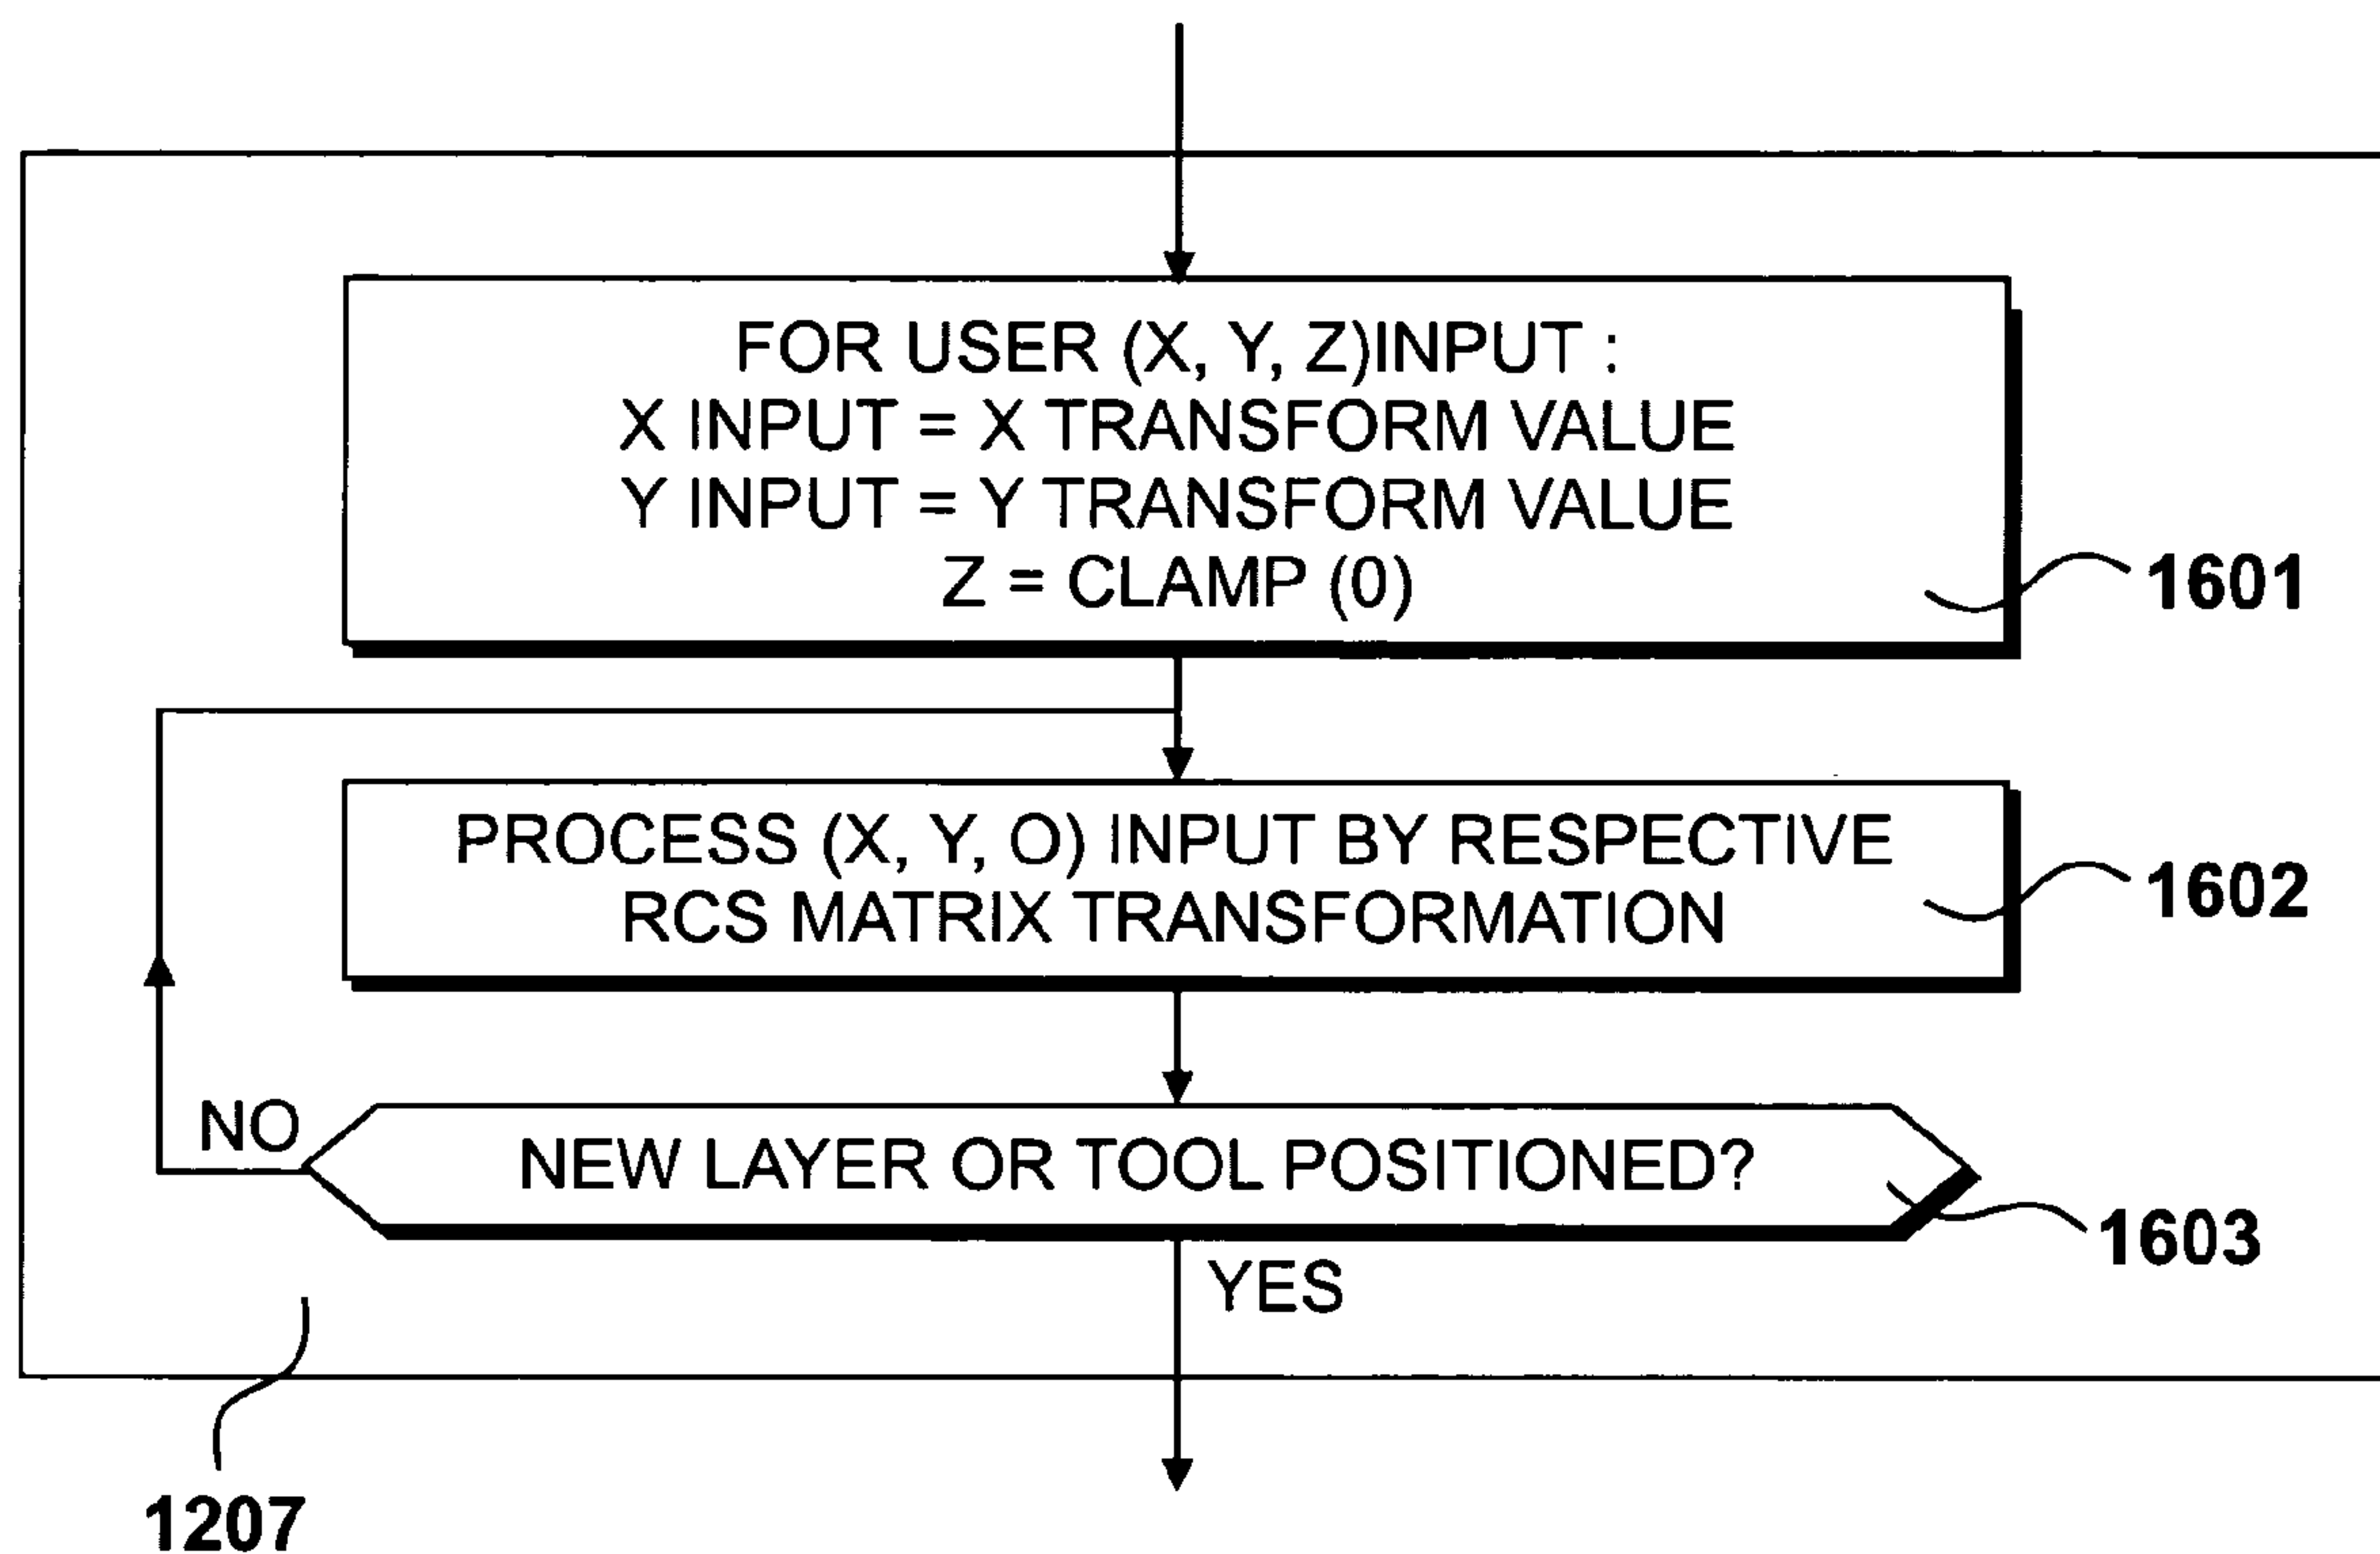 FOR USER (X, Y, Z)INPUT :
X INPUT = X TRANSFORM VALUE
Y INPUT = Y TRANSFORM VALUE
Z = CLAMP (0)
1601
PROCESS (X, Y, O) INPUT BY RESPECTIVE
RCS MATRIX TRANSFORMATION
1602
NO
NEW LAYER OR TOOL POSITIONED?
1603
YES
1207